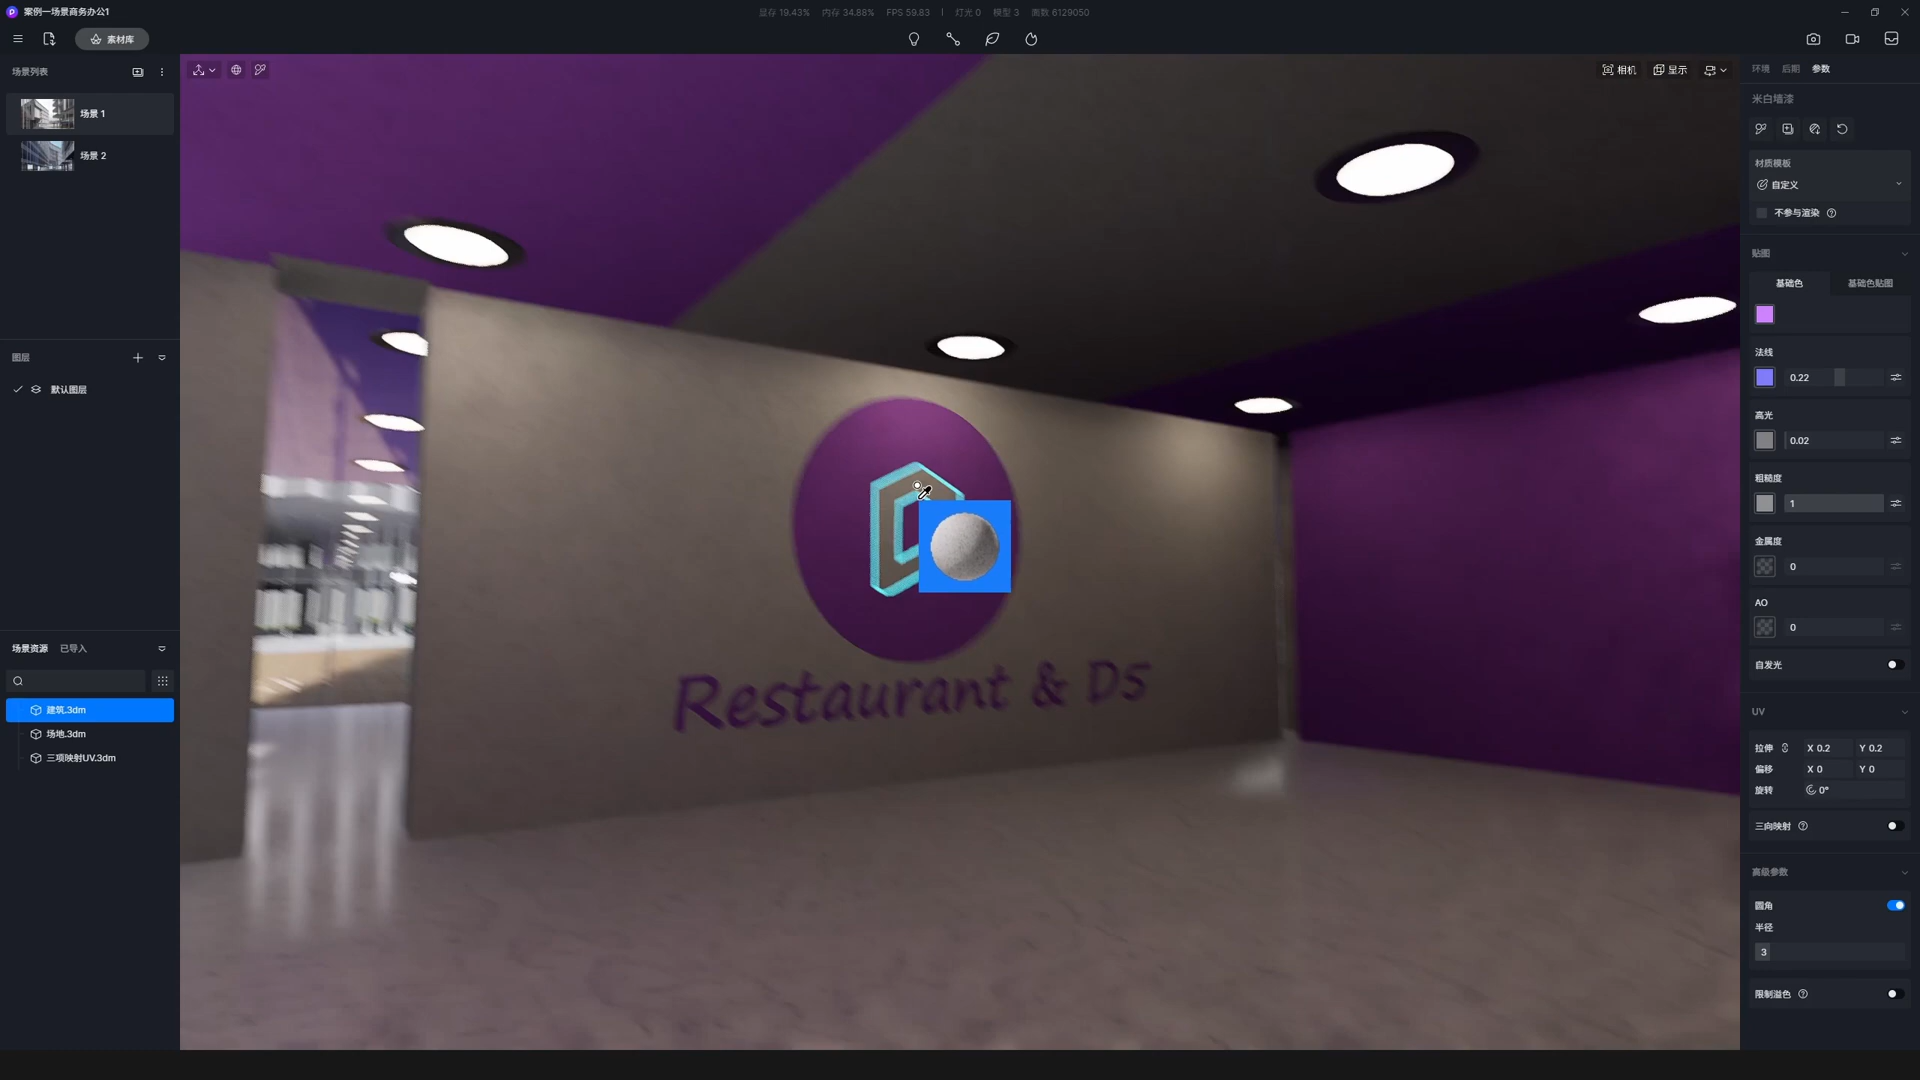 案例一场景商务办公1
显存 19.43% 内存 34.88% FPS 59.83 | 灯光 0 模型 3 面数 6129050
素材库
场景列表
场景 1
场景 2
图层
默认图层
场景资源 已导入
建筑.3dm
场地.3dm
三项映射UV.3dm
相机 显示
Restaurant & D5
环境 后期 参数
米白墙漆
材质模板
自定义
不参与渲染
贴图
基础色 基础色贴图
法线
0.22
高光
0.02
粗糙度
1
金属度
0
AO
0
自发光
UV
拉伸 X 0.2 Y 0.2
偏移 X 0 Y 0
旋转 0°
三向映射
高级参数
圆角
半径
3
限制溢色